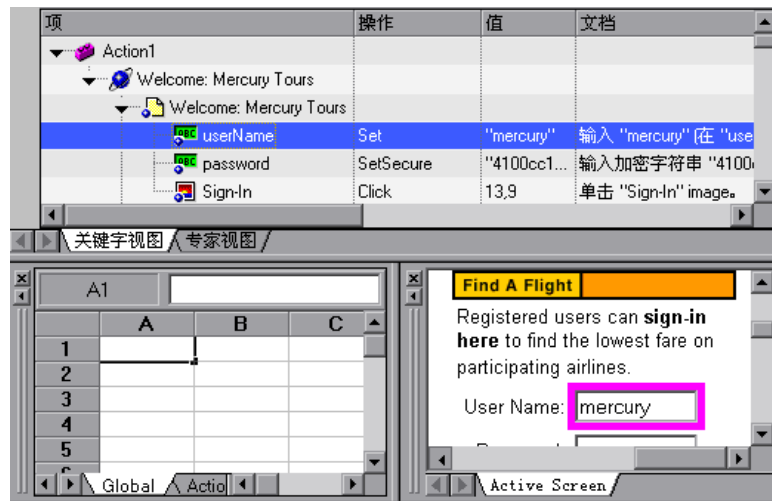 项 操作 值 文档
Action1
Welcome: Mercury Tours
Welcome: Mercury Tours
userName Set "mercury" 输入 "mercury" (在 "use
password SetSecure "4100cc1... 输入加密字符串 "4100
Sign-In Click 13,9 单击 "Sign-In" image。
关键字视图 专家视图
A1
A B C
1
2
3
4
5
Global Actio
Find A Flight
Registered users can sign-in
here to find the lowest fare on
participating airlines.
User Name: mercury
Active Screen